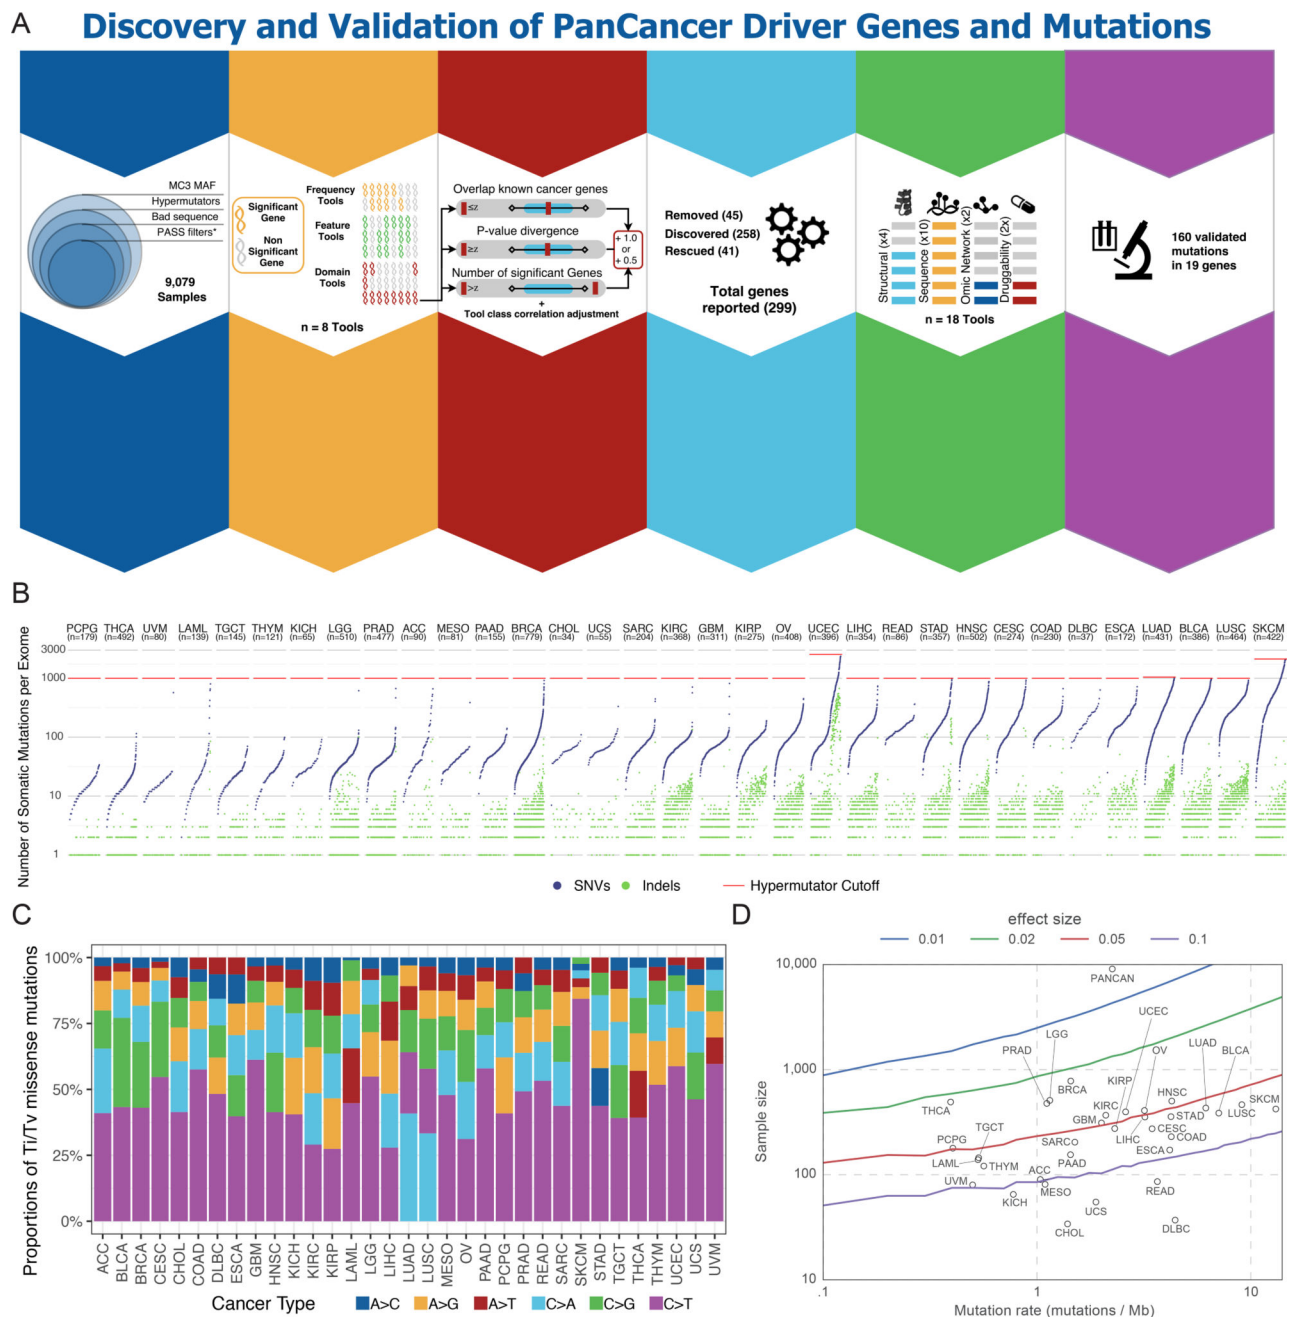 A
Discovery and Validation of PanCancer Driver Genes and Mutations
MC3 MAF
Hypermutators
Bad sequence
PASS filters*
9,079
Samples
Significant
Gene
Non
Significant
Gene
Frequency
Tools
Feature
Tools
Domain
Tools
n = 8 Tools
Overlap known cancer genes
≤z
P-value divergence
≥z
Number of significant Genes
>z
+ 1.0
or
+ 0.5
+
Tool class correlation adjustment
Removed (45)
Discovered (258)
Rescued (41)
Total genes
reported (299)
Structural (x4)
Sequence (x10)
Omic Network (x2)
Druggability (2x)
n = 18 Tools
160 validated
mutations
in 19 genes
B
PCPG THCA UVM LAML TGCT THYM KICH LGG PRAD ACC MESO PAAD BRCA CHOL UCS SARC KIRC GBM KIRP OV UCEC LIHC READ STAD HNSC CESC COAD DLBC ESCA LUAD BLCA LUSC SKCM
(n=179) (n=492) (n=80) (n=139) (n=145) (n=121) (n=65) (n=510) (n=477) (n=90) (n=81) (n=155) (n=779) (n=34) (n=55) (n=204) (n=368) (n=311) (n=275) (n=408) (n=396) (n=354) (n=86) (n=357) (n=502) (n=274) (n=230) (n=37) (n=172) (n=431) (n=386) (n=464) (n=422)
Number of Somatic Mutations per Exome
3000
1000
100
10
1
SNVs Indels Hypermutator Cutoff
C
Proportions of Ti/Tv missense mutations
100%
75%
50%
25%
0%
ACC BLCA BRCA CESC CHOL COAD DLBC ESCA GBM HNSC KICH KIRC KIRP LAML LGG LIHC LUAD LUSC MESO OV PAAD PCPG PRAD READ SARC SKCM STAD TGCT THCA THYM UCEC UCS UVM
Cancer Type A>C A>G A>T C>A C>G C>T
D
effect size
0.01 0.02 0.05 0.1
Sample size
10,000
1,000
100
10
PANCAN
UCEC
LGG
PRAD
OV
LUAD
BLCA
BRCA
KIRP
HNSC
THCA
KIRC
SKCM
GBM
STAD
LUSC
TGCT
CESC
PCPG
SARC
LIHC
COAD
LAML
THYM
PAAD
ESCA
ACC
UVM
MESO
READ
KICH
UCS
CHOL
DLBC
.1 1 10
Mutation rate (mutations / Mb)